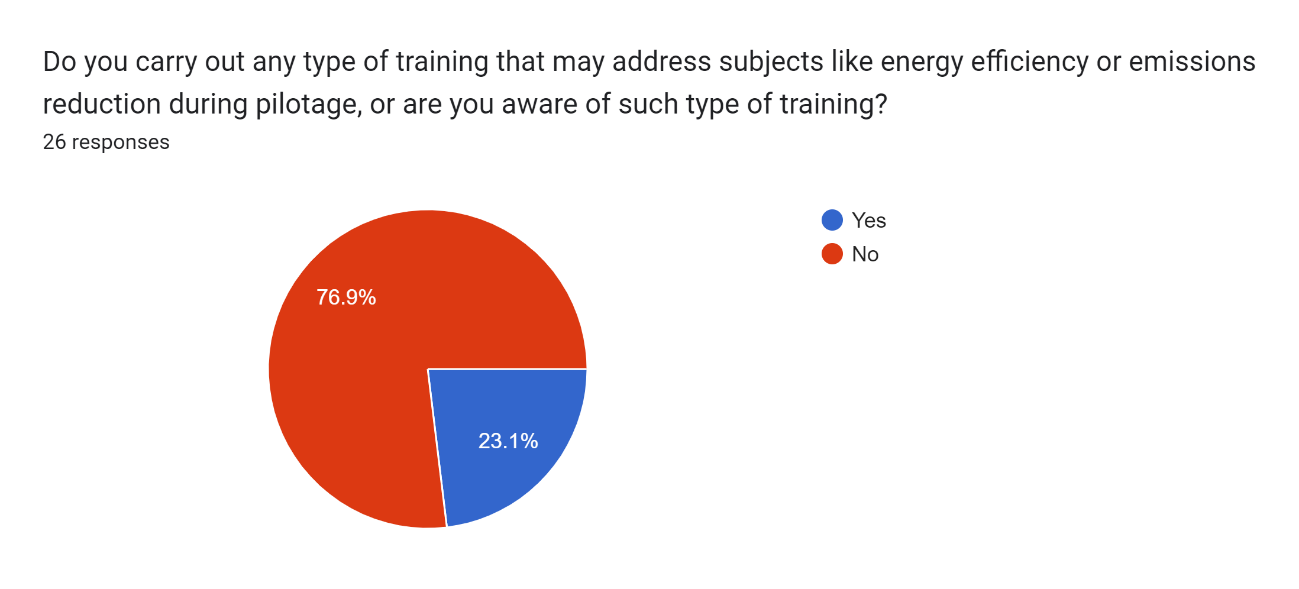 Do you carry out any type of training that may address subjects like energy efficiency or emissions
reduction during pilotage, or are you aware of such type of training?
26 responses
Yes
No
76.9%
23.1%